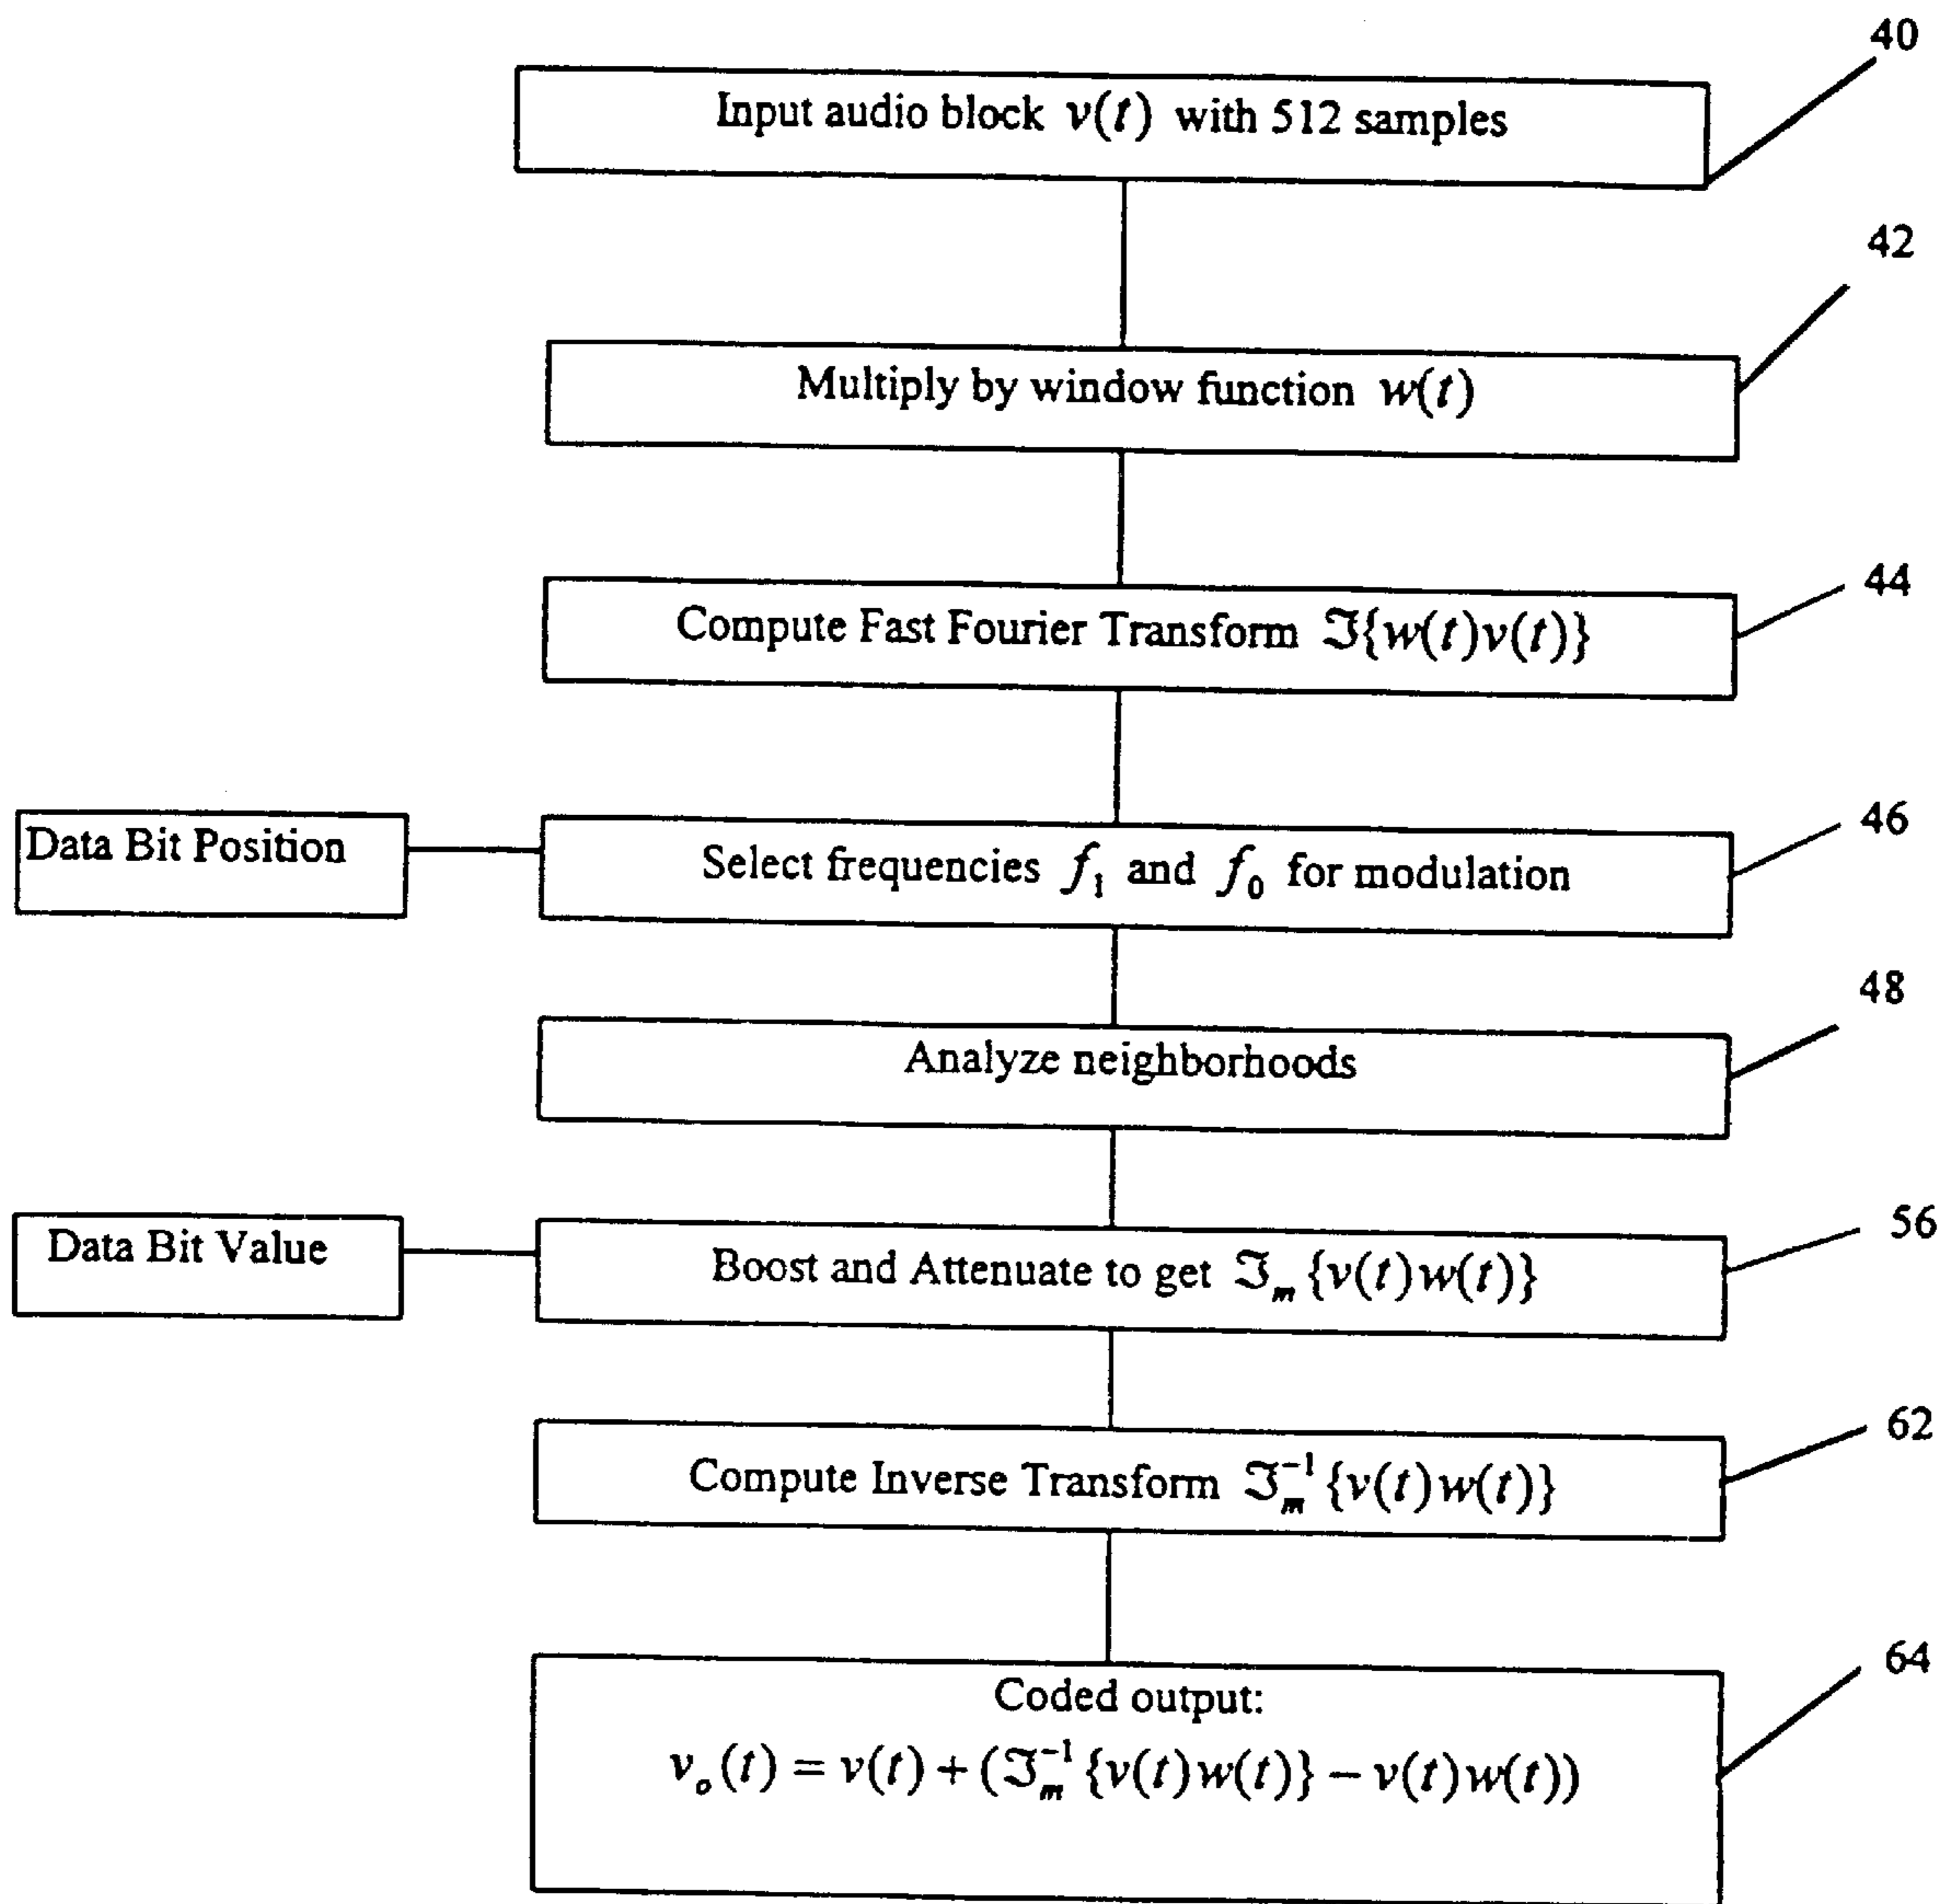 40
Input audio block v(t) with 512 samples
42
Multiply by window function w(t)
44
Compute Fast Fourier Transform ℑ{w(t)v(t)}
46
Data Bit Position
Select frequencies f₁ and f₀ for modulation
48
Analyze neighborhoods
56
Data Bit Value
Boost and Attenuate to get ℑₘ{v(t)w(t)}
62
Compute Inverse Transform ℑₘ⁻¹{v(t)w(t)}
64
Coded output:
vₒ(t) = v(t) + (ℑₘ⁻¹{v(t)w(t)} − v(t)w(t))